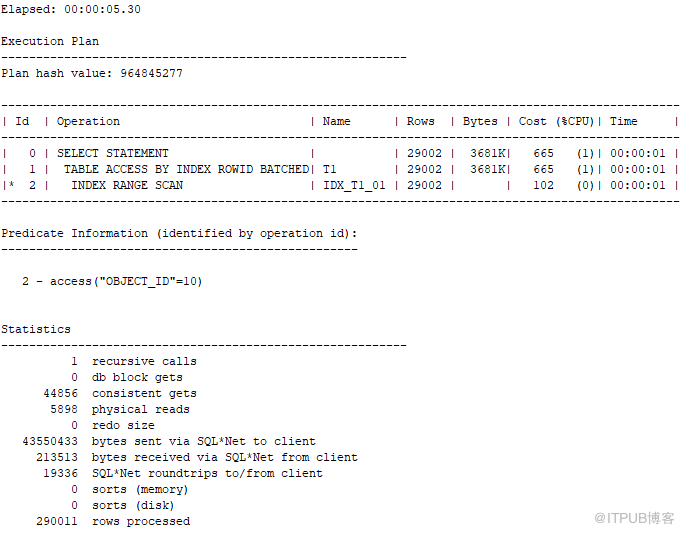 Elapsed: 00:00:05.30
Execution Plan
----------------------------------------------------------
Plan hash value: 964845277
-------------------------------------------------------------------------------------------------
| Id  | Operation                           | Name      | Rows  | Bytes | Cost (%CPU)| Time     |
-------------------------------------------------------------------------------------------------
|   0 | SELECT STATEMENT                    |           | 29002 |  3681K|   665   (1)| 00:00:01 |
|   1 |  TABLE ACCESS BY INDEX ROWID BATCHED| T1        | 29002 |  3681K|   665   (1)| 00:00:01 |
|*  2 |   INDEX RANGE SCAN                  | IDX_T1_01 | 29002 |       |   102   (0)| 00:00:01 |
-------------------------------------------------------------------------------------------------
Predicate Information (identified by operation id):
---------------------------------------------------
   2 - access("OBJECT_ID"=10)
Statistics
----------------------------------------------------------
          1  recursive calls
          0  db block gets
      44856  consistent gets
       5898  physical reads
          0  redo size
   43550433  bytes sent via SQL*Net to client
     213513  bytes received via SQL*Net from client
      19336  SQL*Net roundtrips to/from client
          0  sorts (memory)
          0  sorts (disk)
     290011  rows processed
@ITPUB博客